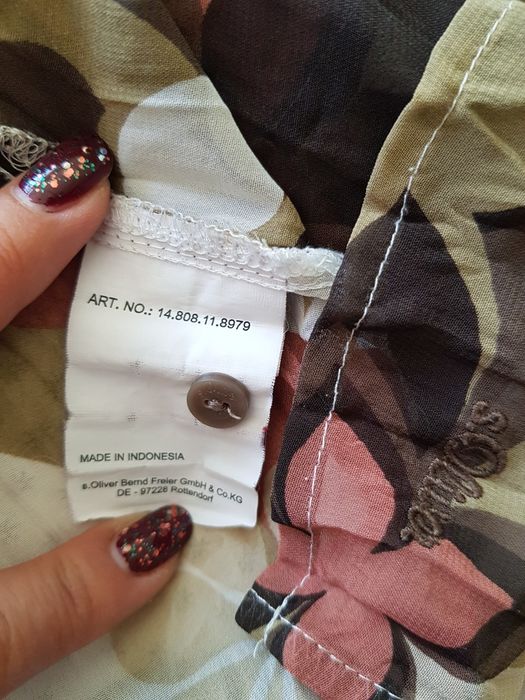 ART. NO.: 14.808.11.8979
MADE IN INDONESIA
s.Oliver Bernd Freier GmbH & Co.KG
DE - 97228 Rottendorf
s.Oliver